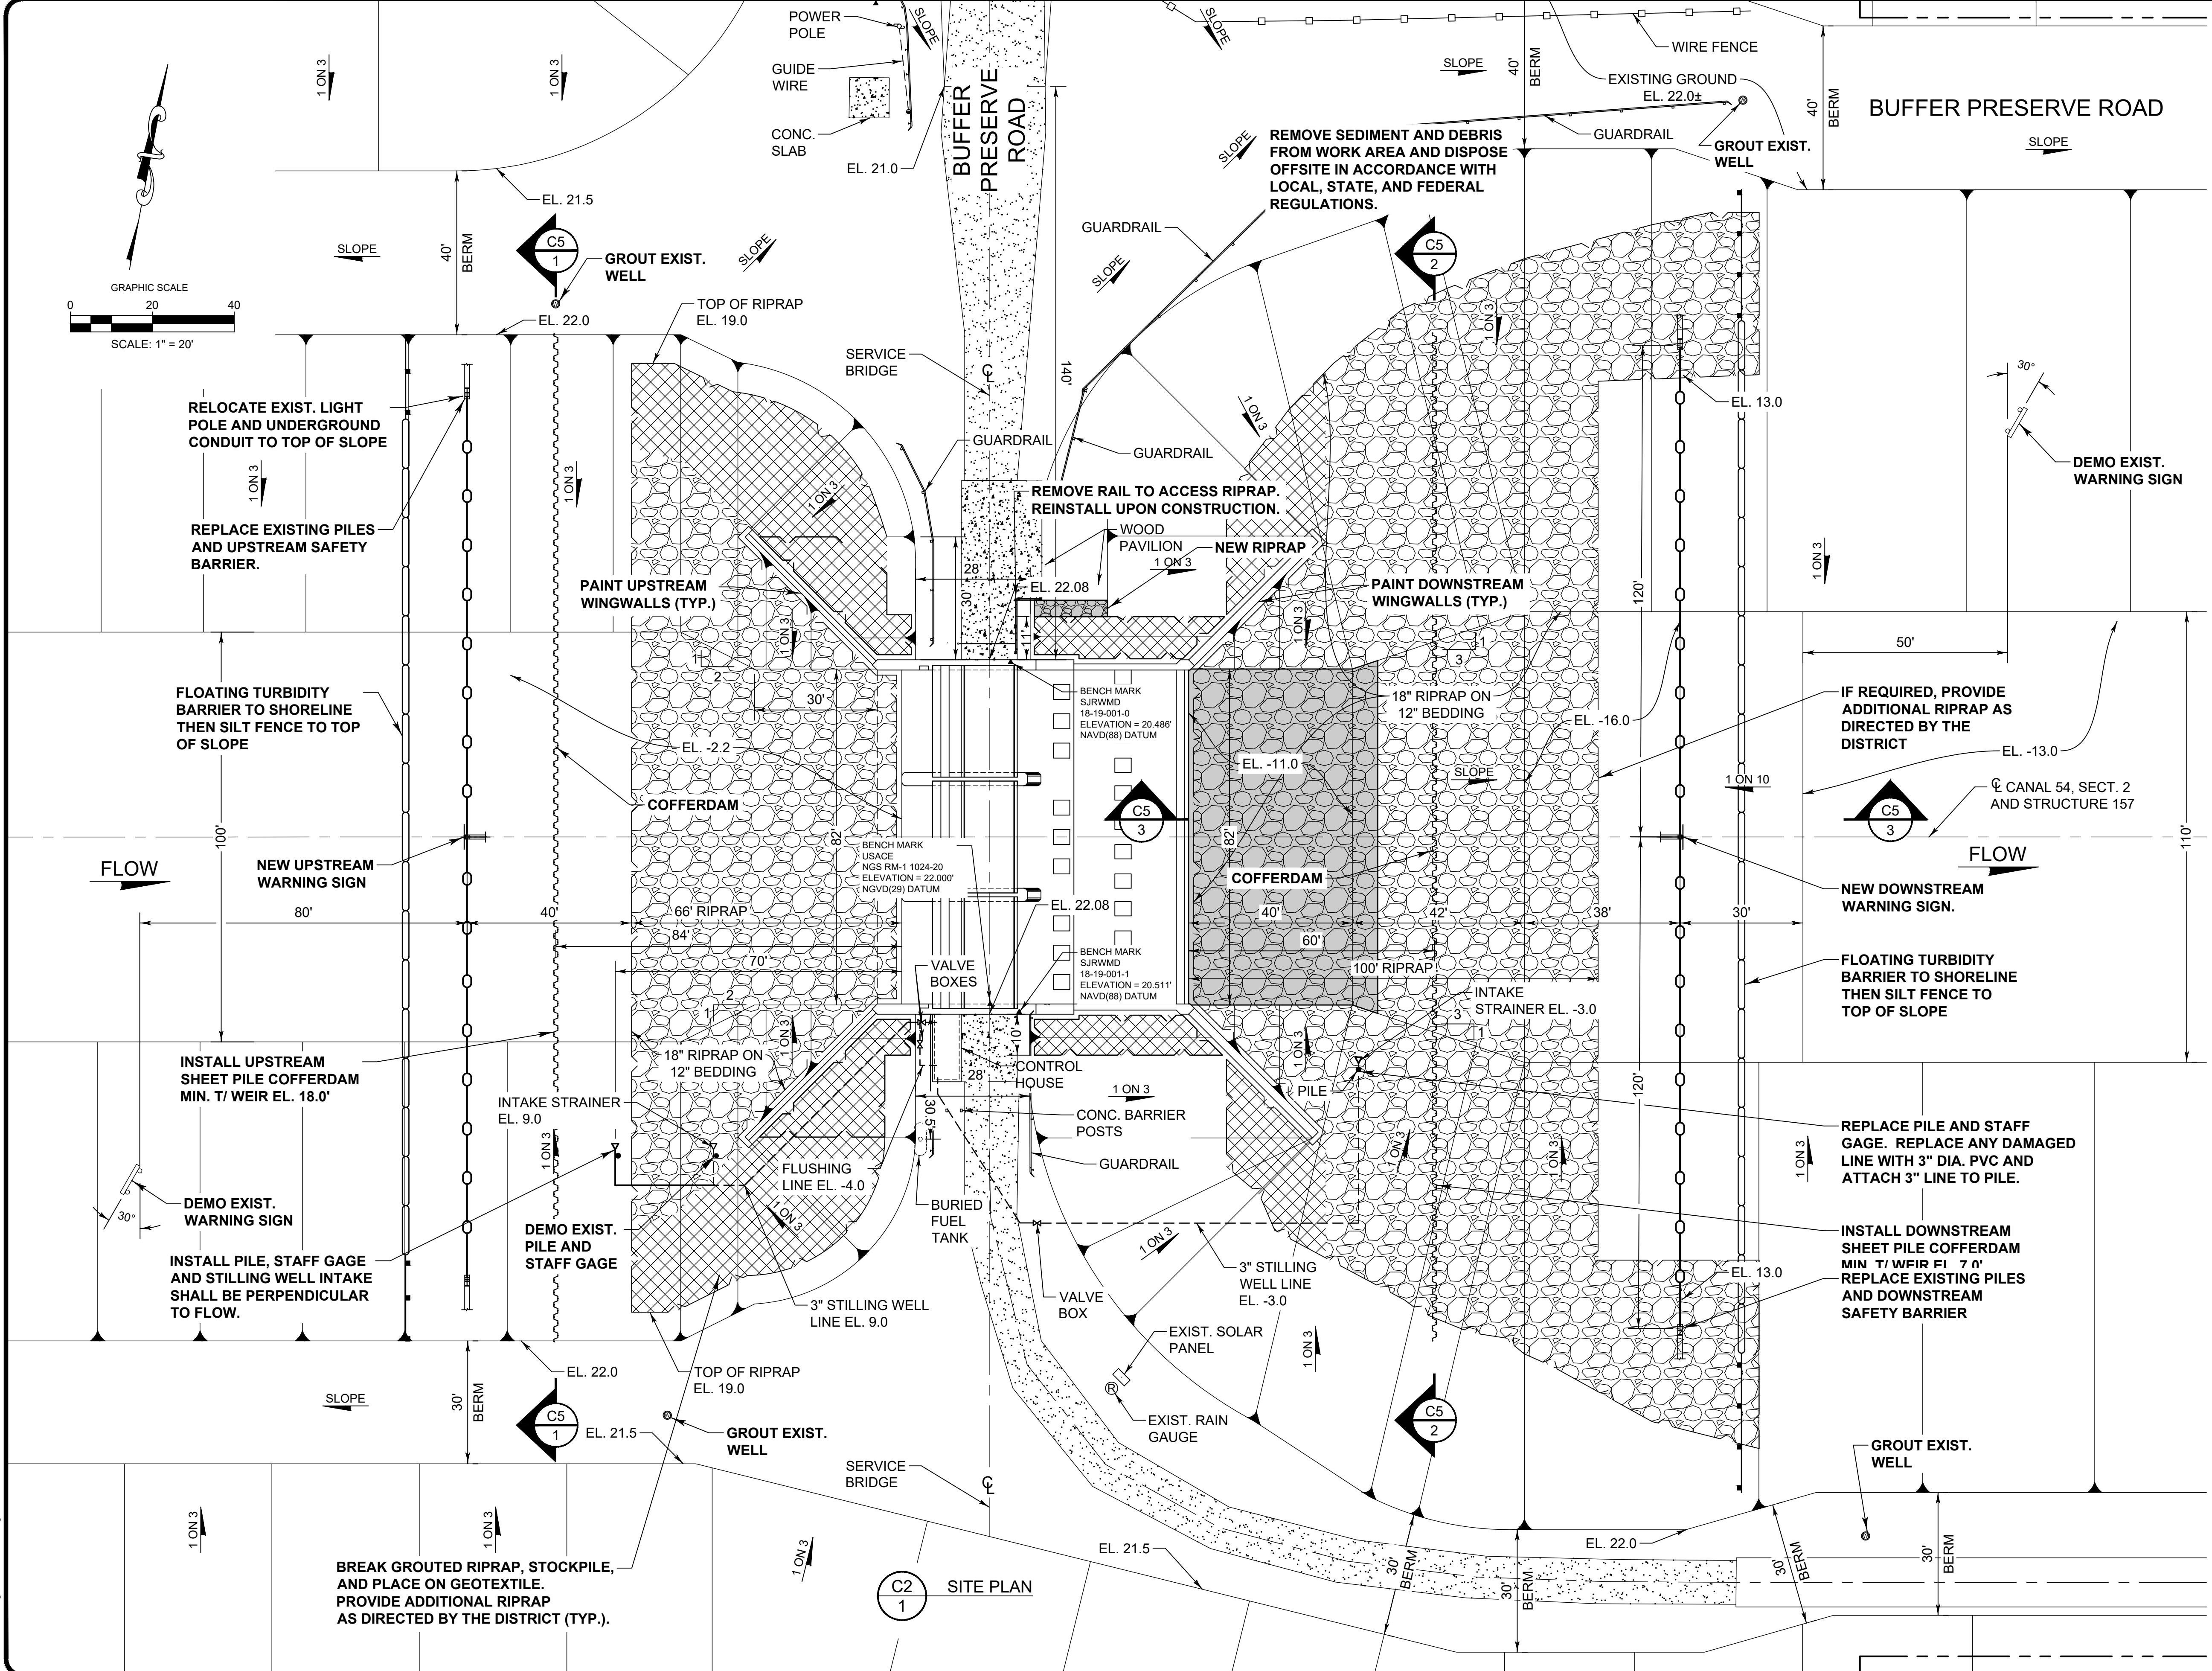 POWER
POLE
SLOPE
SLOPE
WIRE FENCE
GUIDE
WIRE
1 ON 3
1 ON 3
BUFFER
PRESERVE
ROAD
SLOPE
40'
BERM
EXISTING GROUND
EL. 22.0±
40'
BERM
BUFFER PRESERVE ROAD
SLOPE
CONC.
SLAB
EL. 21.0
SLOPE
REMOVE SEDIMENT AND DEBRIS
FROM WORK AREA AND DISPOSE
OFFSITE IN ACCORDANCE WITH
LOCAL, STATE, AND FEDERAL
REGULATIONS.
GUARDRAIL
GROUT EXIST.
WELL
EL. 21.5
40'
BERM
SLOPE
C5
1
GROUT EXIST.
WELL
SLOPE
GUARDRAIL
SLOPE
C5
2
GRAPHIC SCALE
0 20 40
SCALE: 1" = 20'
EL. 22.0
TOP OF RIPRAP
EL. 19.0
SERVICE
BRIDGE
CL
140'
1 ON 3
30°
EL. 13.0
RELOCATE EXIST. LIGHT
POLE AND UNDERGROUND
CONDUIT TO TOP OF SLOPE
1 ON 3
1 ON 3
1 ON 3
GUARDRAIL
GUARDRAIL
1 ON 3
DEMO EXIST.
WARNING SIGN
REPLACE EXISTING PILES
AND UPSTREAM SAFETY
BARRIER.
REMOVE RAIL TO ACCESS RIPRAP.
REINSTALL UPON CONSTRUCTION.
WOOD
PAVILION
1 ON 3
NEW RIPRAP
PAINT UPSTREAM
WINGWALLS (TYP.)
28'
30'
EL. 22.08
11'
PAINT DOWNSTREAM
WINGWALLS (TYP.)
120'
1 ON 3
1 ON 3
1 ON 3
1
2
30'
1
3
50'
FLOATING TURBIDITY
BARRIER TO SHORELINE
THEN SILT FENCE TO TOP
OF SLOPE
EL. -2.2
BENCH MARK
SJRWMD
18-19-001-0
ELEVATION = 20.486'
NAVD(88) DATUM
18" RIPRAP ON
12" BEDDING
EL. -16.0
IF REQUIRED, PROVIDE
ADDITIONAL RIPRAP AS
DIRECTED BY THE
DISTRICT
EL. -13.0
EL. -11.0
SLOPE
1 ON 10
COFFERDAM
C5
3
C5
3
CL CANAL 54, SECT. 2
AND STRUCTURE 157
100'
82'
82'
110'
FLOW
NEW UPSTREAM
WARNING SIGN
BENCH MARK
USACE
NGS RM-1 1024-20
ELEVATION = 22.000'
NGVD(29) DATUM
COFFERDAM
FLOW
NEW DOWNSTREAM
WARNING SIGN.
80'
40'
66' RIPRAP
84'
70'
EL. 22.08
40'
42'
38'
30'
60'
100' RIPRAP
VALVE
BOXES
BENCH MARK
SJRWMD
18-19-001-1
ELEVATION = 20.511'
NAVD(88) DATUM
FLOATING TURBIDITY
BARRIER TO SHORELINE
THEN SILT FENCE TO
TOP OF SLOPE
INTAKE
STRAINER EL. -3.0
2
1
3
1
INSTALL UPSTREAM
SHEET PILE COFFERDAM
MIN. T/ WEIR EL. 18.0'
18" RIPRAP ON
12" BEDDING
1 ON 3
10'
28'
CONTROL
HOUSE
1 ON 3
1 ON 3
PILE
INTAKE STRAINER
EL. 9.0
1 ON 3
30.5'
CONC. BARRIER
POSTS
120'
REPLACE PILE AND STAFF
GAGE. REPLACE ANY DAMAGED
LINE WITH 3" DIA. PVC AND
ATTACH 3" LINE TO PILE.
1 ON 3
1 ON 3
1 ON 3
GUARDRAIL
FLUSHING
LINE EL. -4.0
DEMO EXIST.
WARNING SIGN
30°
1 ON 3
BURIED
FUEL
TANK
DEMO EXIST.
PILE AND
STAFF GAGE
1 ON 3
INSTALL DOWNSTREAM
SHEET PILE COFFERDAM
MIN. T/ WEIR EL. 7.0'
INSTALL PILE, STAFF GAGE
AND STILLING WELL INTAKE
SHALL BE PERPENDICULAR
TO FLOW.
3" STILLING
WELL LINE
EL. -3.0
EL. 13.0
REPLACE EXISTING PILES
AND DOWNSTREAM
SAFETY BARRIER
3" STILLING WELL
LINE EL. 9.0
VALVE
BOX
EXIST. SOLAR
PANEL
1 ON 3
EL. 22.0
TOP OF RIPRAP
EL. 19.0
R
EXIST. RAIN
GAUGE
SLOPE
30'
BERM
C5
1
EL. 21.5
GROUT EXIST.
WELL
C5
2
GROUT EXIST.
WELL
SERVICE
BRIDGE
CL
1 ON 3
1 ON 3
1 ON 3
EL. 21.5
EL. 22.0
30'
BERM
30'
BERM
30'
BERM
30'
BERM
BREAK GROUTED RIPRAP, STOCKPILE,
AND PLACE ON GEOTEXTILE.
PROVIDE ADDITIONAL RIPRAP
AS DIRECTED BY THE DISTRICT (TYP.).
C2
1
SITE PLAN